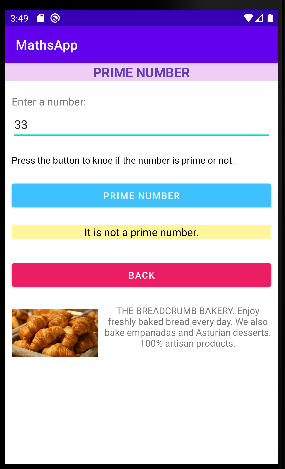 3:49
MathsApp
PRIME NUMBER
Enter a number:
33
Press the button to knoe if the number is prime or not.
PRIME NUMBER
It is not a prime number.
BACK
THE BREADCRUMB BAKERY. Enjoy
freshly baked bread every day. We also
bake empanadas and Asturian desserts.
100% artisan products.